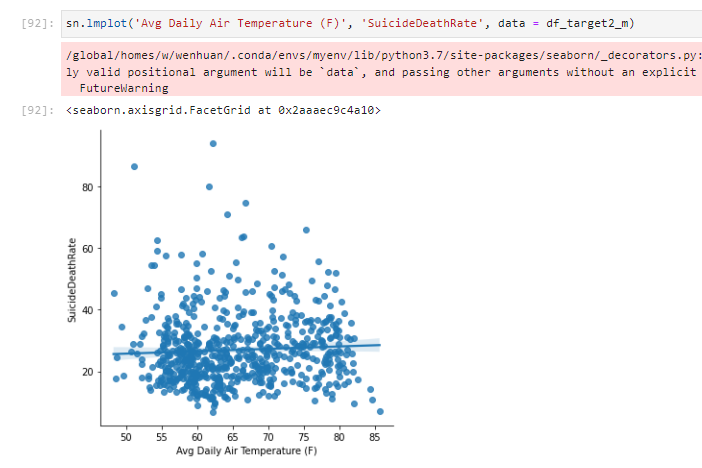 [92]: sn.lmplot('Avg Daily Air Temperature (F)', 'SuicideDeathRate', data = df_target2_m)
/global/homes/w/wenhuan/.conda/envs/myenv/lib/python3.7/site-packages/seaborn/_decorators.py:
ly valid positional argument will be `data`, and passing other arguments without an explicit
FutureWarning
[92]: <seaborn.axisgrid.FacetGrid at 0x2aaaec9c4a10>
80
60
SuicideDeathRate
40
20
50 55 60 65 70 75 80 85
Avg Daily Air Temperature (F)